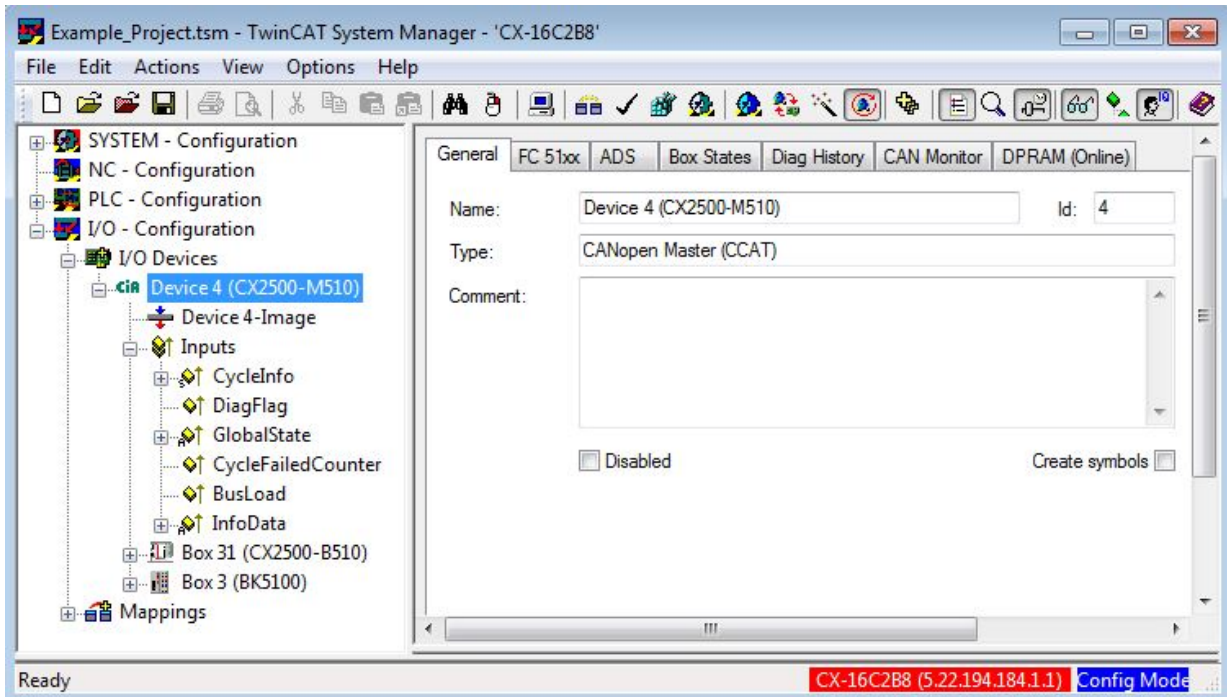 Example_Project.tsm - TwinCAT System Manager - 'CX-16C2B8'
File Edit Actions View Options Help
SYSTEM - Configuration
NC - Configuration
PLC - Configuration
I/O - Configuration
I/O Devices
CiA Device 4 (CX2500-M510)
Device 4-Image
Inputs
CycleInfo
DiagFlag
GlobalState
CycleFailedCounter
BusLoad
InfoData
Box 31 (CX2500-B510)
Box 3 (BK5100)
Mappings
General FC 51xx ADS Box States Diag History CAN Monitor DPRAM (Online)
Name: Device 4 (CX2500-M510) Id: 4
Type: CANopen Master (CCAT)
Comment:
Disabled Create symbols
Ready CX-16C2B8 (5.22.194.184.1.1) Config Mode